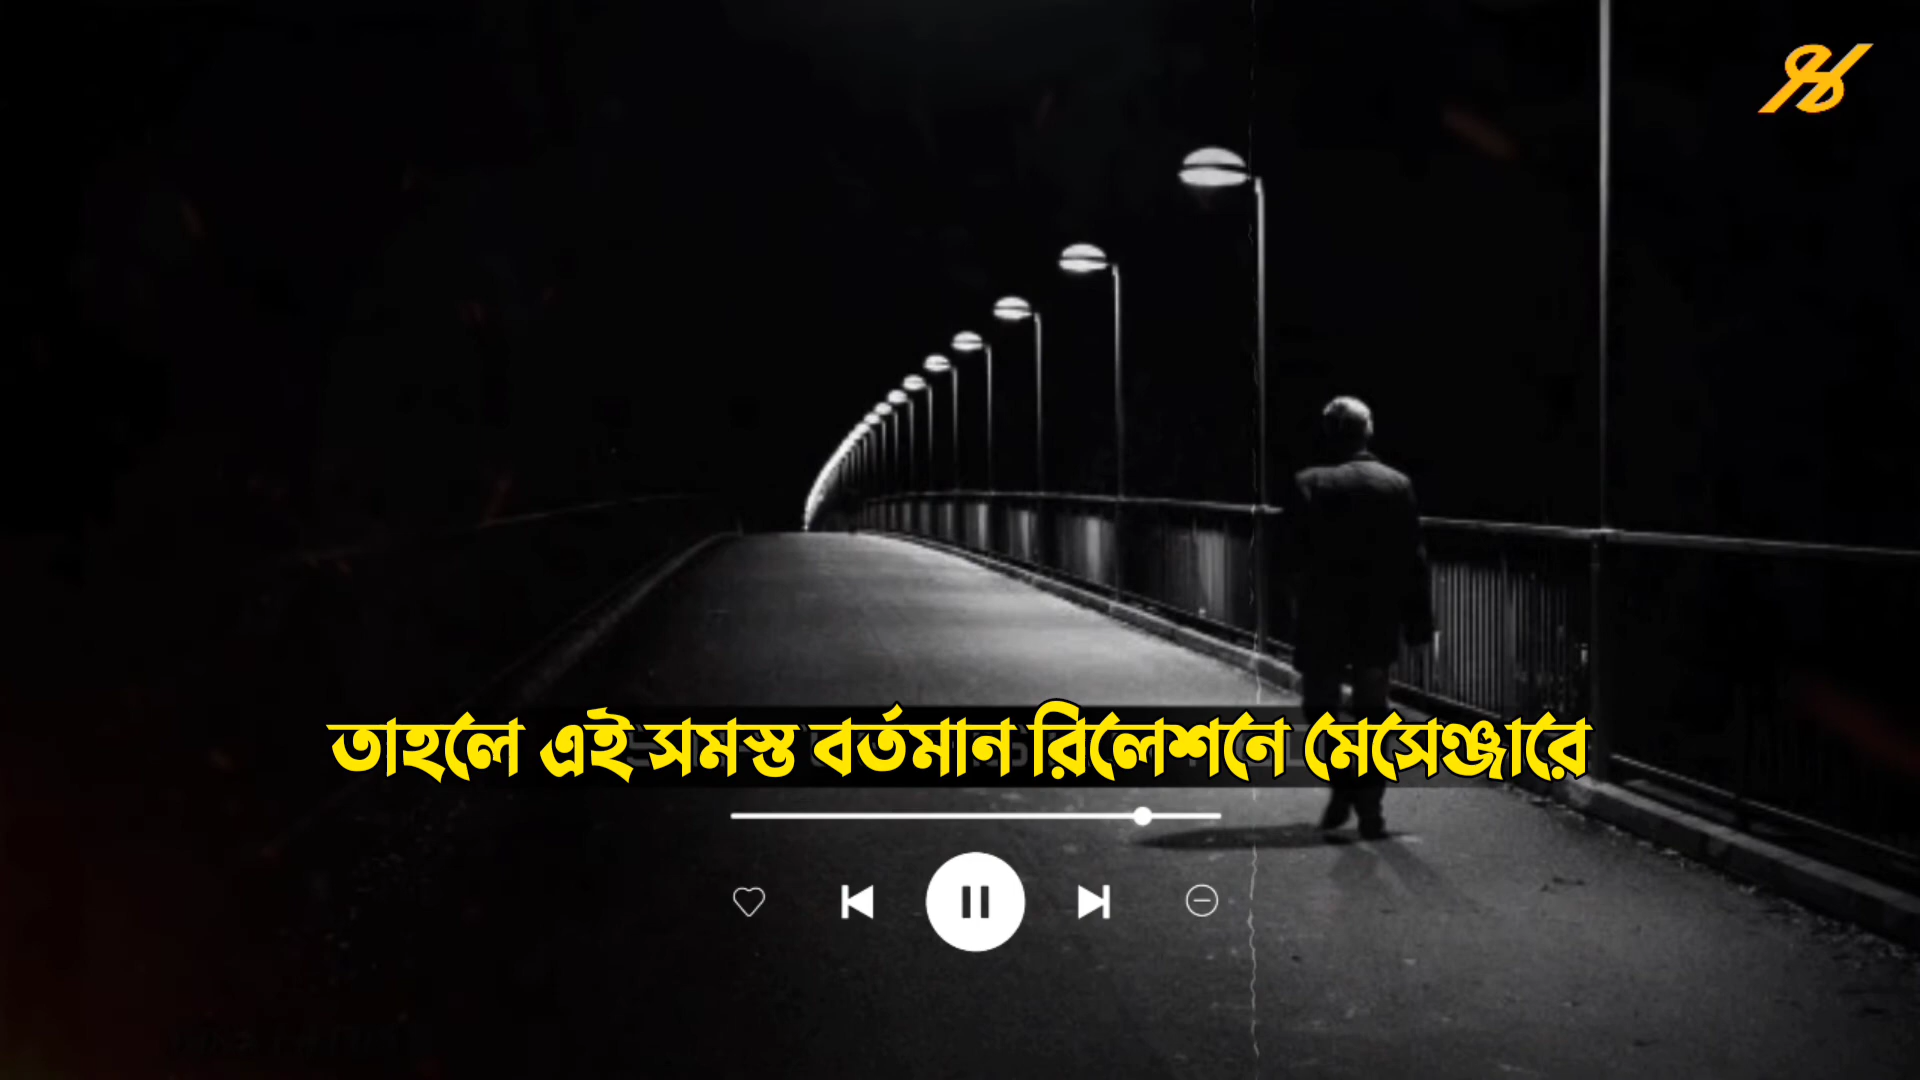 তাহলে এই সমস্ত বর্তমান রিলেশনে মেসেঞ্জারে